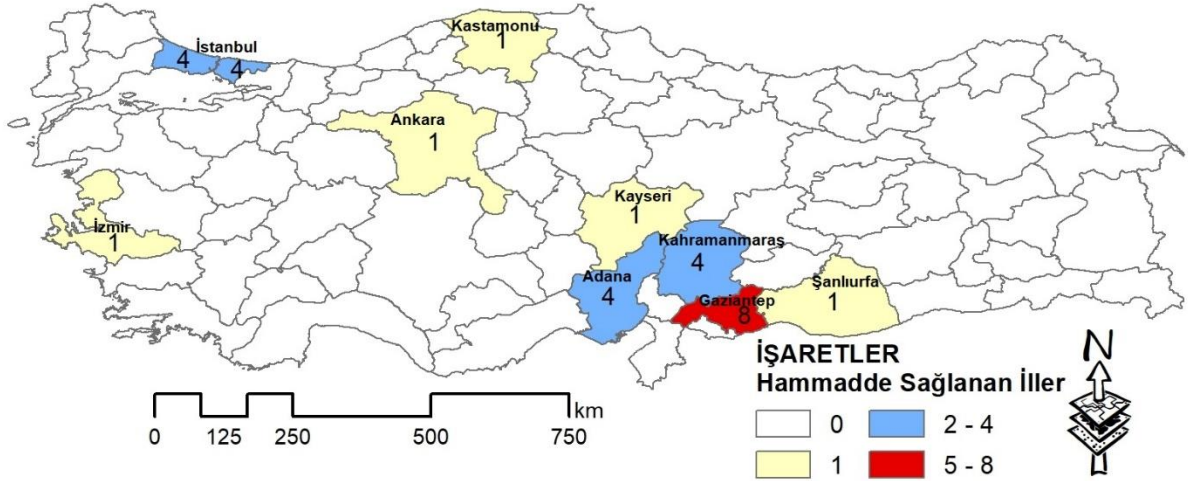 Kastamonu
1
İstanbul
4
4
Ankara
1
Kayseri
1
İzmir
1
Kahramanmaraş
4
Adana
4
Şanlıurfa
1
Gaziantep
8
İŞARETLER
Hammadde Sağlanan İller
0
2 - 4
1
5 - 8
N
km
0 125 250 500 750